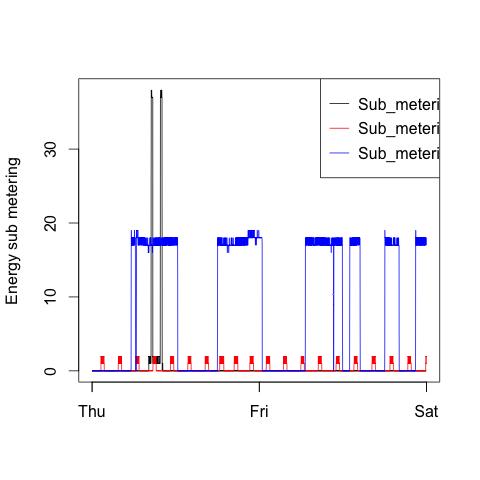 Energy sub metering
30
20
10
0
Thu
Fri
Sat
Sub_meteri
Sub_meteri
Sub_meteri